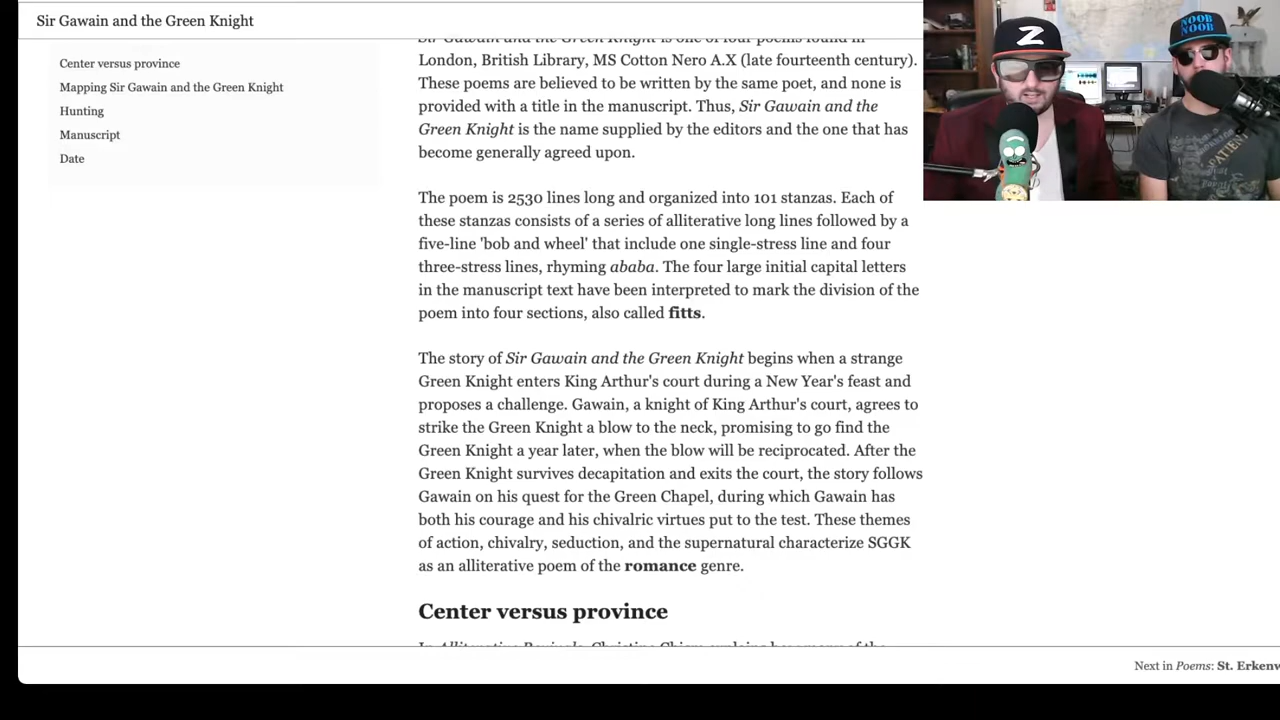 Sir Gawain and the Green Knight
Center versus province
Mapping Sir Gawain and the Green Knight
Hunting
Manuscript
Date
Sir Gawain and the Green Knight is one of four poems found in
London, British Library, MS Cotton Nero A.X (late fourteenth century).
These poems are believed to be written by the same poet, and none is
provided with a title in the manuscript. Thus, Sir Gawain and the
Green Knight is the name supplied by the editors and the one that has
become generally agreed upon.
The poem is 2530 lines long and organized into 101 stanzas. Each of
these stanzas consists of a series of alliterative long lines followed by a
five-line 'bob and wheel' that include one single-stress line and four
three-stress lines, rhyming ababa. The four large initial capital letters
in the manuscript text have been interpreted to mark the division of the
poem into four sections, also called fitts.
The story of Sir Gawain and the Green Knight begins when a strange
Green Knight enters King Arthur's court during a New Year's feast and
proposes a challenge. Gawain, a knight of King Arthur's court, agrees to
strike the Green Knight a blow to the neck, promising to go find the
Green Knight a year later, when the blow will be reciprocated. After the
Green Knight survives decapitation and exits the court, the story follows
Gawain on his quest for the Green Chapel, during which Gawain has
both his courage and his chivalric virtues put to the test. These themes
of action, chivalry, seduction, and the supernatural characterize SGGK
as an alliterative poem of the romance genre.
Center versus province
In Alliterative Revivals, Christine Chism explains how many of the
Next in Poems: St. Erkenw
Z
NOOB
NOOB
PATIENT